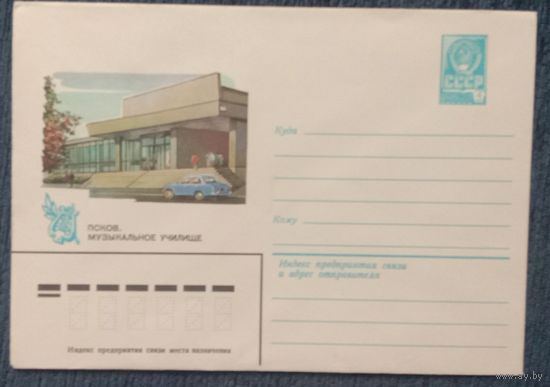 СССР
4
Куда
Кому
ПСКОВ.
МУЗЫКАЛЬНОЕ УЧИЛИЩЕ
Индекс предприятия связи
и адрес отправителя
Индекс предприятия связи места назначения
www.ay.by